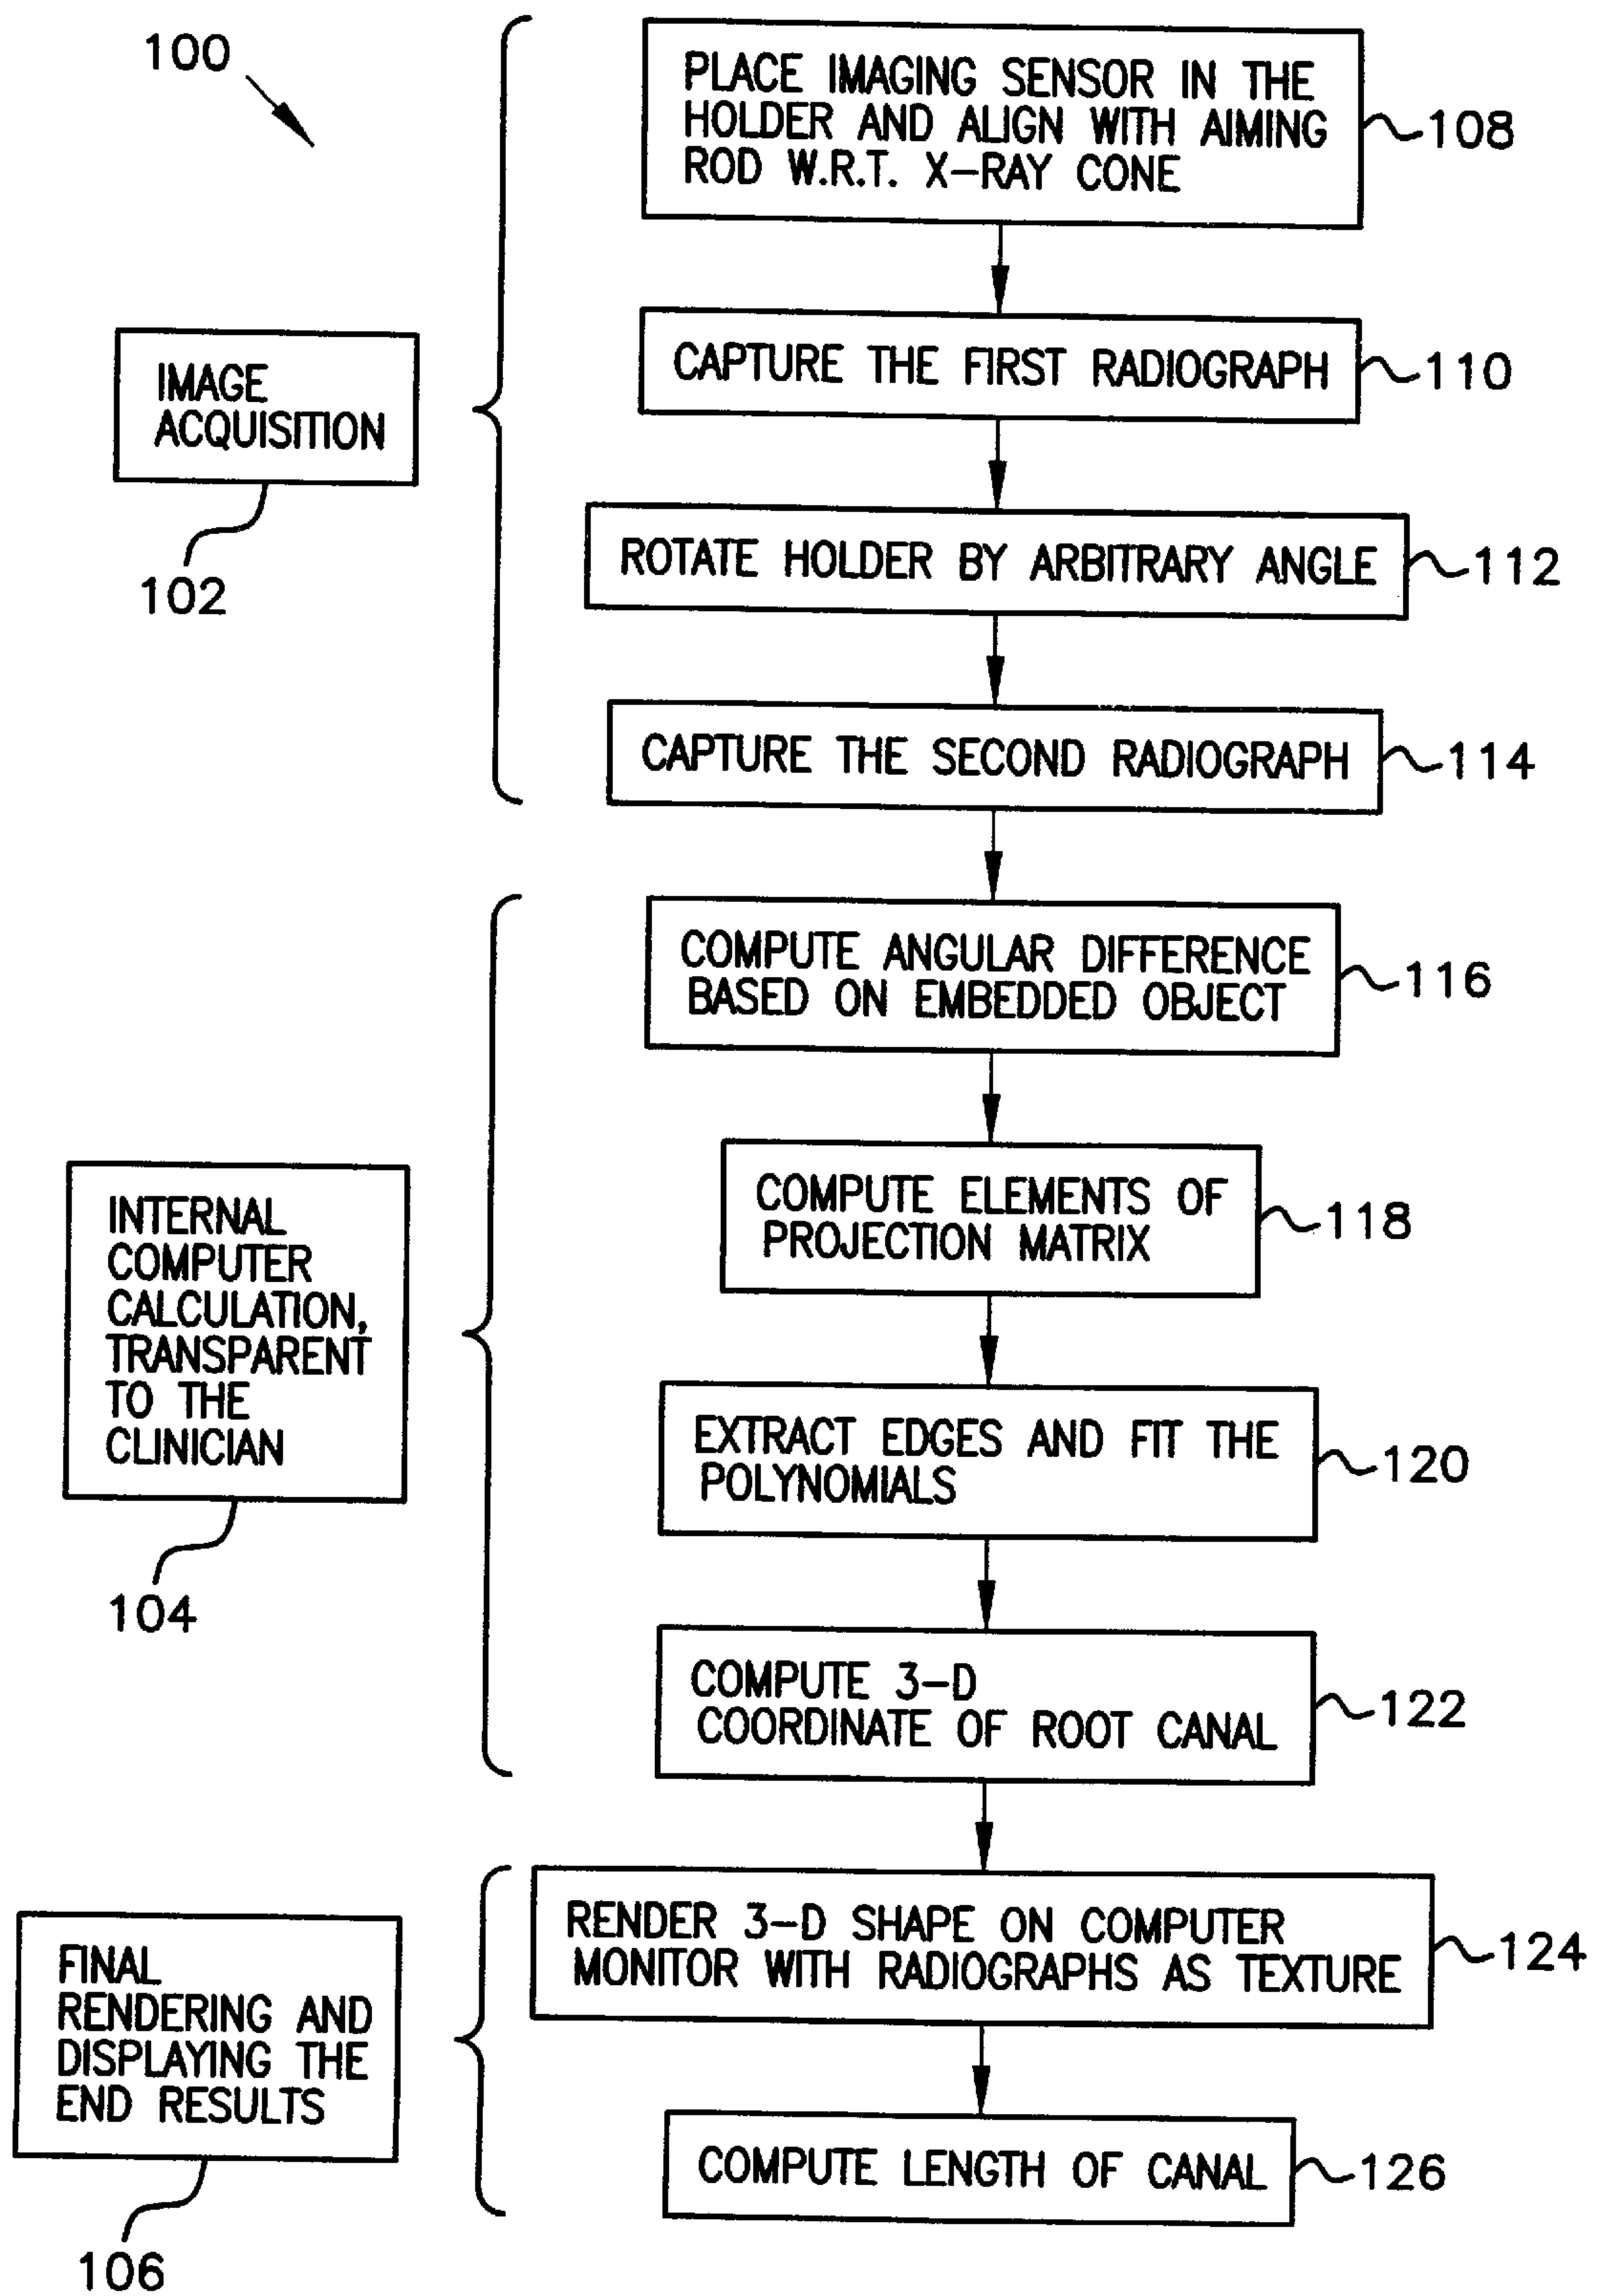 100
PLACE IMAGING SENSOR IN THE
HOLDER AND ALIGN WITH AIMING
ROD W.R.T. X-RAY CONE
108
CAPTURE THE FIRST RADIOGRAPH
110
IMAGE
ACQUISITION
102
ROTATE HOLDER BY ARBITRARY ANGLE
112
CAPTURE THE SECOND RADIOGRAPH
114
COMPUTE ANGULAR DIFFERENCE
BASED ON EMBEDDED OBJECT
116
COMPUTE ELEMENTS OF
PROJECTION MATRIX
118
INTERNAL
COMPUTER
CALCULATION,
TRANSPARENT
TO THE
CLINICIAN
104
EXTRACT EDGES AND FIT THE
POLYNOMIALS
120
COMPUTE 3-D
COORDINATE OF ROOT CANAL
122
RENDER 3-D SHAPE ON COMPUTER
MONITOR WITH RADIOGRAPHS AS TEXTURE
124
FINAL
RENDERING AND
DISPLAYING THE
END RESULTS
106
COMPUTE LENGTH OF CANAL
126